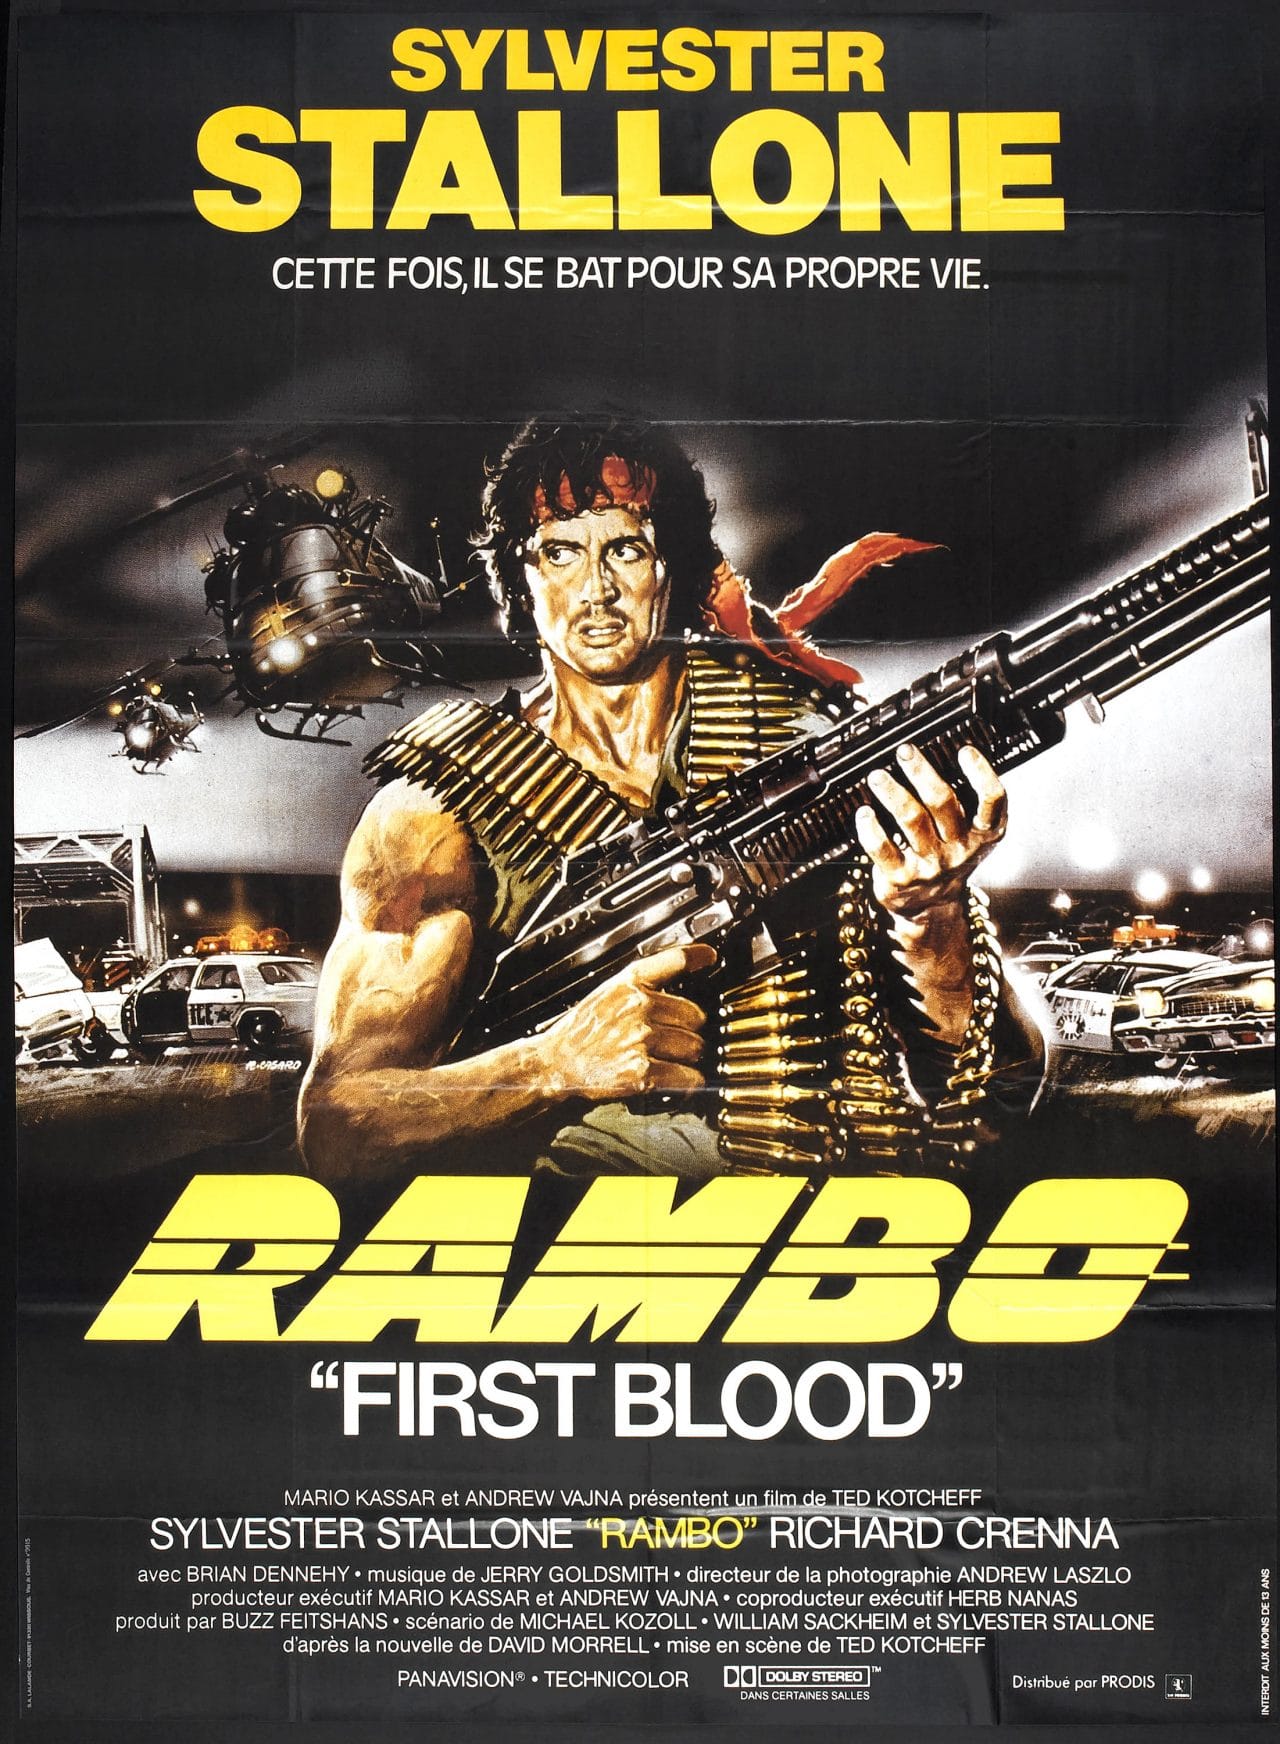 SYLVESTER
STALLONE
CETTE FOIS, IL SE BAT POUR SA PROPRE VIE.
POLICE
R. CASARO
RAMBO
“FIRST BLOOD”
MARIO KASSAR et ANDREW VAJNA présentent un film de TED KOTCHEFF
SYLVESTER STALLONE “RAMBO” RICHARD CRENNA
avec BRIAN DENNEHY • musique de JERRY GOLDSMITH • directeur de la photographie ANDREW LASZLO
producteur exécutif MARIO KASSAR et ANDREW VAJNA • coproducteur exécutif HERB NANAS
produit par BUZZ FEITSHANS • scénario de MICHAEL KOZOLL • WILLIAM SACKHEIM et SYLVESTER STALLONE
d'après la nouvelle de DAVID MORRELL • mise en scène de TED KOTCHEFF
PANAVISION® • TECHNICOLOR
DOLBY STEREO™
DANS CERTAINES SALLES
Distribué par PRODIS
INTERDIT AUX MOINS DE 13 ANS